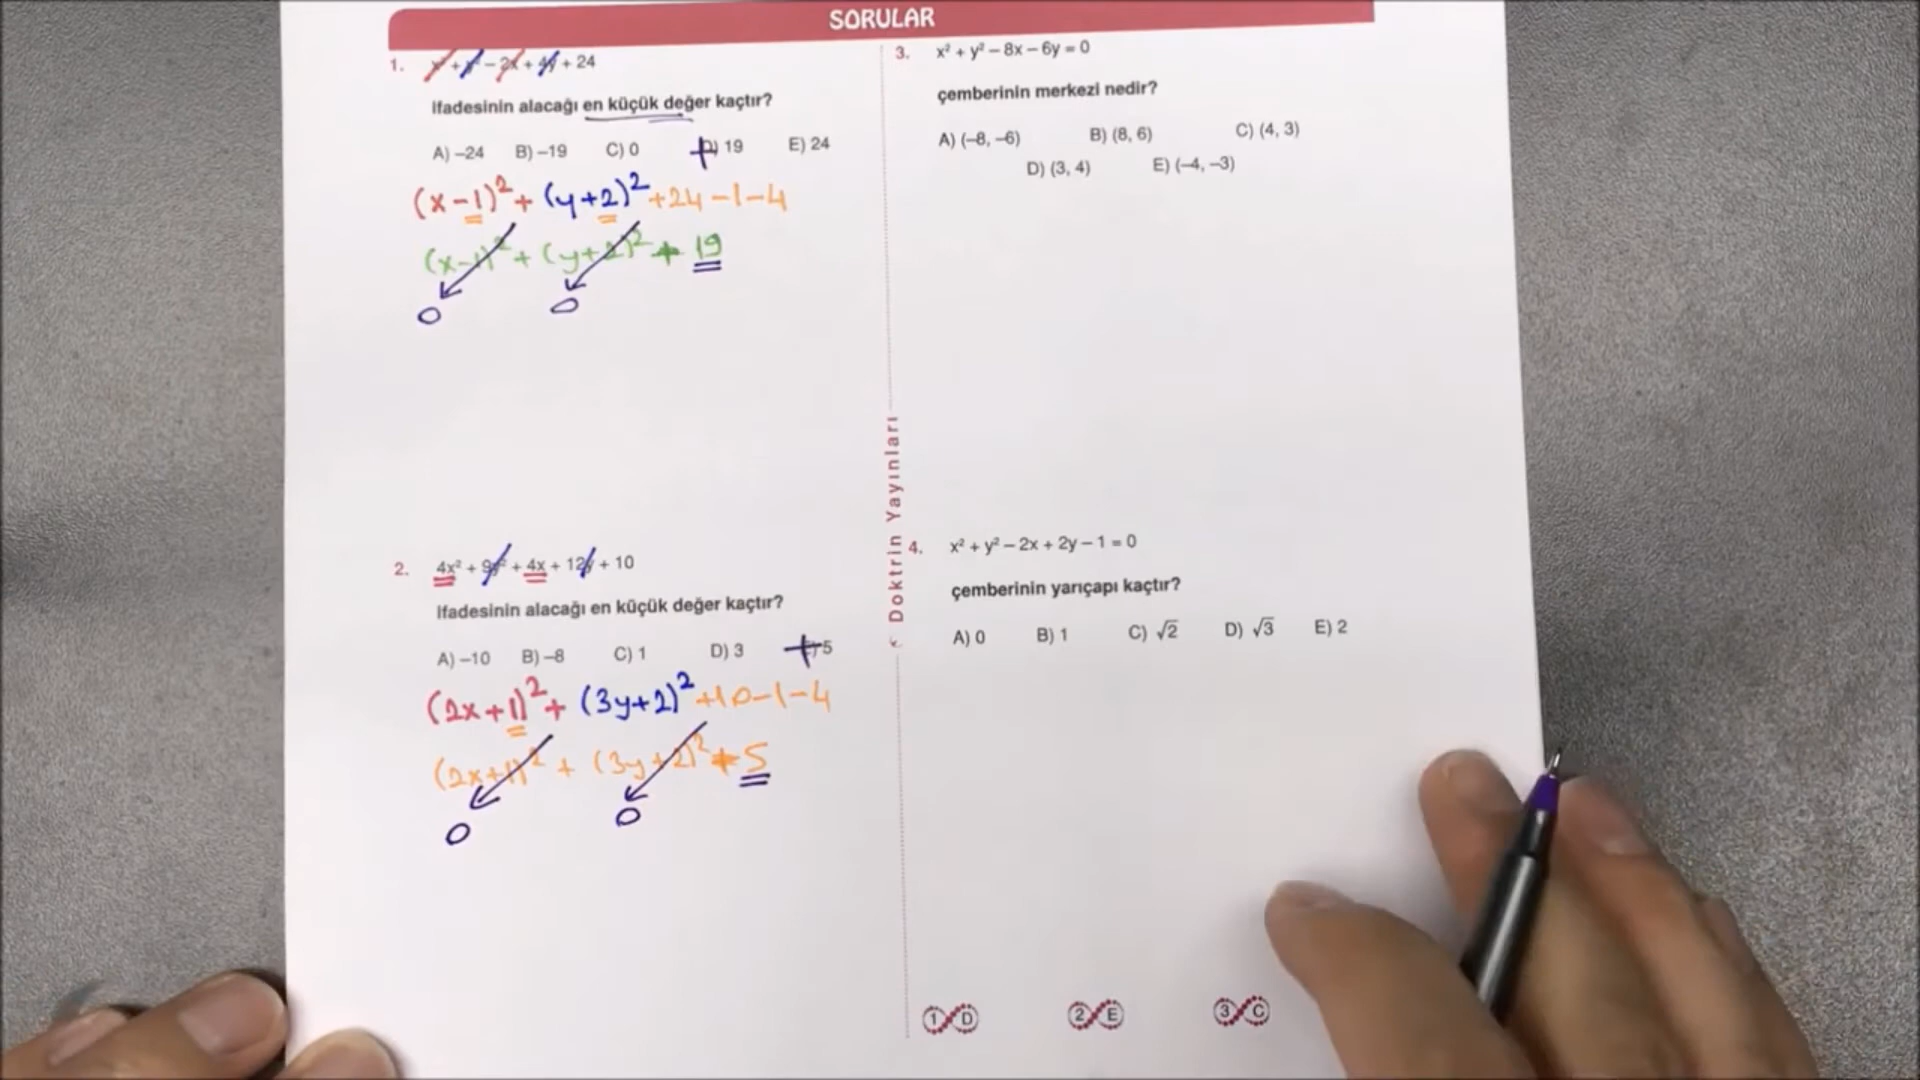 SORULAR
1. x² + y² – 2x + 4y + 24
ifadesinin alacağı en küçük değer kaçtır?
A) –24 B) –19 C) 0 D) 19 E) 24
(x-1)² + (y+2)² +24-1-4
(x-1)² + (y+2)² + 19
0 0
2. 4x² + 9y² + 4x + 12y + 10
ifadesinin alacağı en küçük değer kaçtır?
A) –10 B) –8 C) 1 D) 3 E) 5
(2x+1)² + (3y+2)² +10-1-4
(2x+1)² + (3y+2)² + 5
0 0
Doktrin Yayınları
3. x² + y² – 8x – 6y = 0
çemberinin merkezi nedir?
A) (–8, –6) B) (8, 6) C) (4, 3)
D) (3, 4) E) (–4, –3)
4. x² + y² – 2x + 2y – 1 = 0
çemberinin yarıçapı kaçtır?
A) 0 B) 1 C) √2 D) √3 E) 2
1 D 2 E 3 C